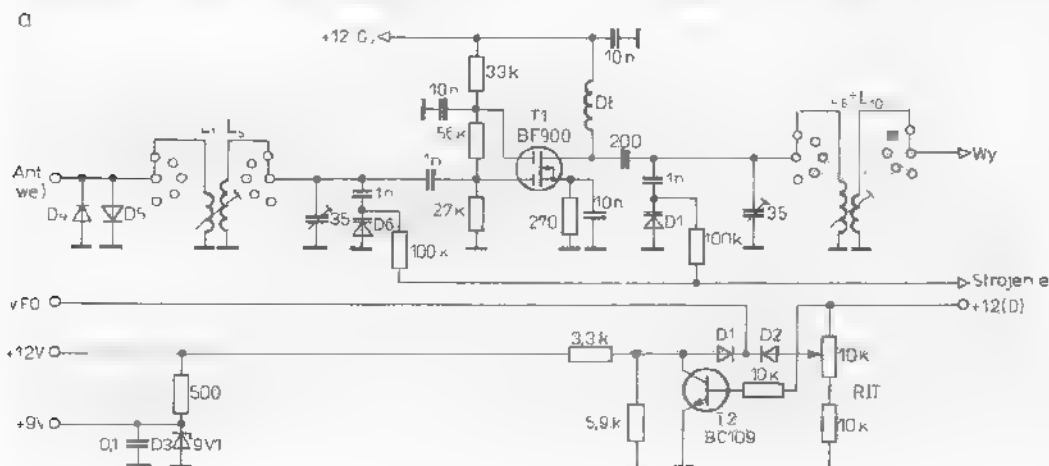 a
+12
10n
33k
10n
T1
BF900
Dł
56k
200
Ant
we)
1n
27k
1n
35
D6
100k
270
10n
1n
D1
100k
35
Wy
D4
D5
Strojenie
VFO
+12(D)
+12V
3,3k
D1
D2
10k
10k
RIT
500
5,9k
T2
BC109
10k
+9V
0,1
D3
9V1